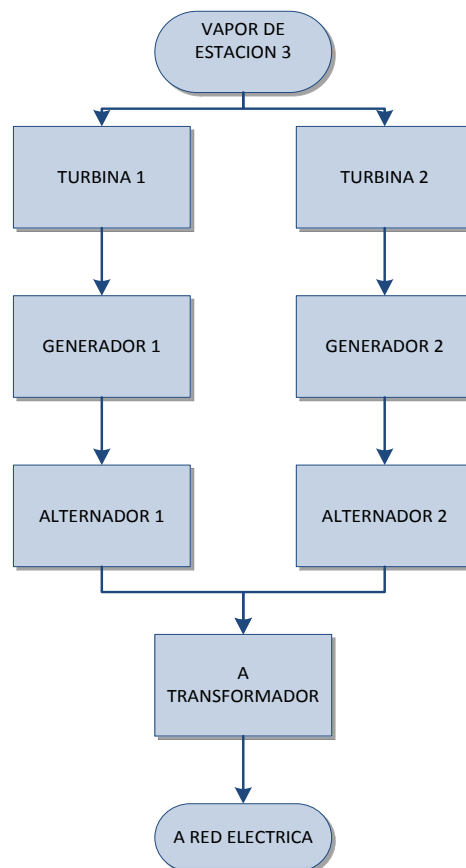 VAPOR DE
ESTACION 3
TURBINA 1
TURBINA 2
GENERADOR 1
GENERADOR 2
ALTERNADOR 1
ALTERNADOR 2
A
TRANSFORMADOR
A RED ELECTRICA